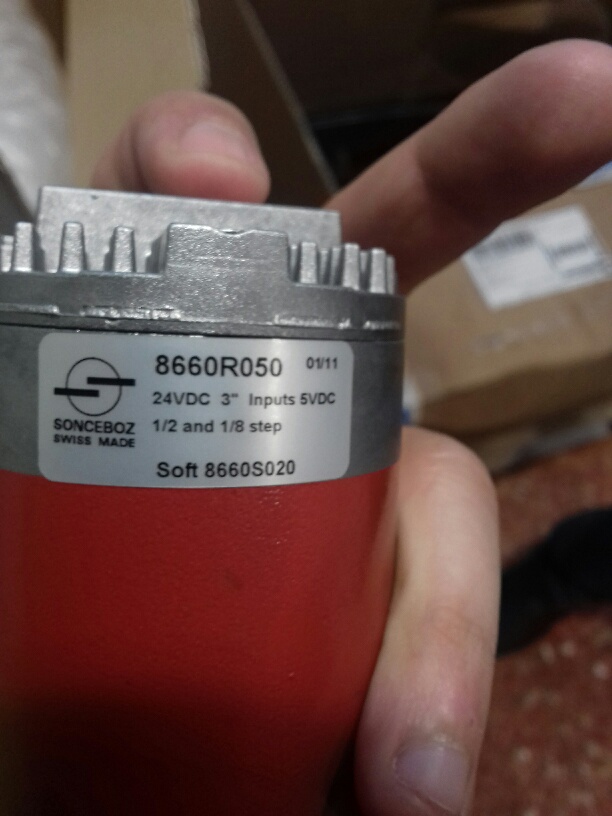 8660R050 01/11
24VDC 3" Inputs 5VDC
1/2 and 1/8 step
SONCEBOZ
SWISS MADE
Soft 8660S020